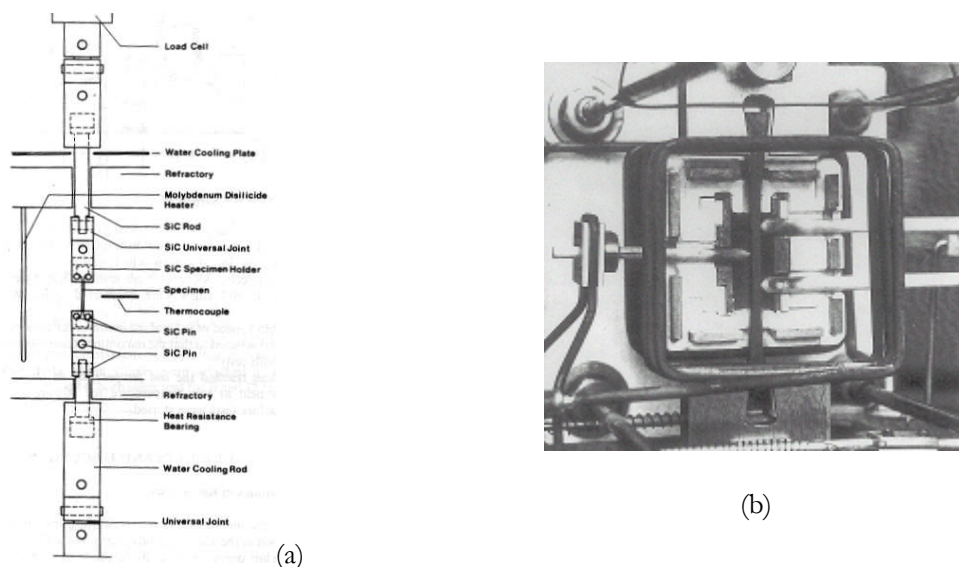 Load Cell
Water Cooling Plate
Refractory
Molybdenum Disilicide
Heater
SiC Rod
SiC Universal Joint
SiC Specimen Holder
Specimen
Thermocouple
SiC Pin
SiC Pin
Refractory
Heat Resistance
Bearing
Water Cooling Rod
Universal Joint
(a)
(b)